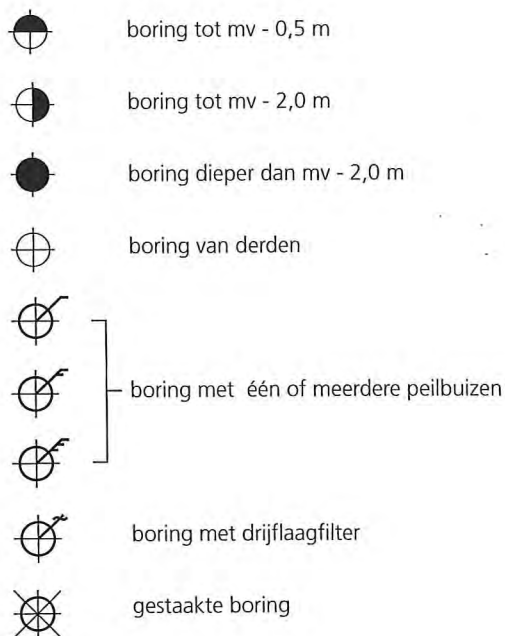 boring tot mv - 0,5 m
boring tot mv - 2,0 m
boring dieper dan mv - 2,0 m
boring van derden
boring met één of meerdere peilbuizen
boring met drijflaagfilter
gestaakte boring